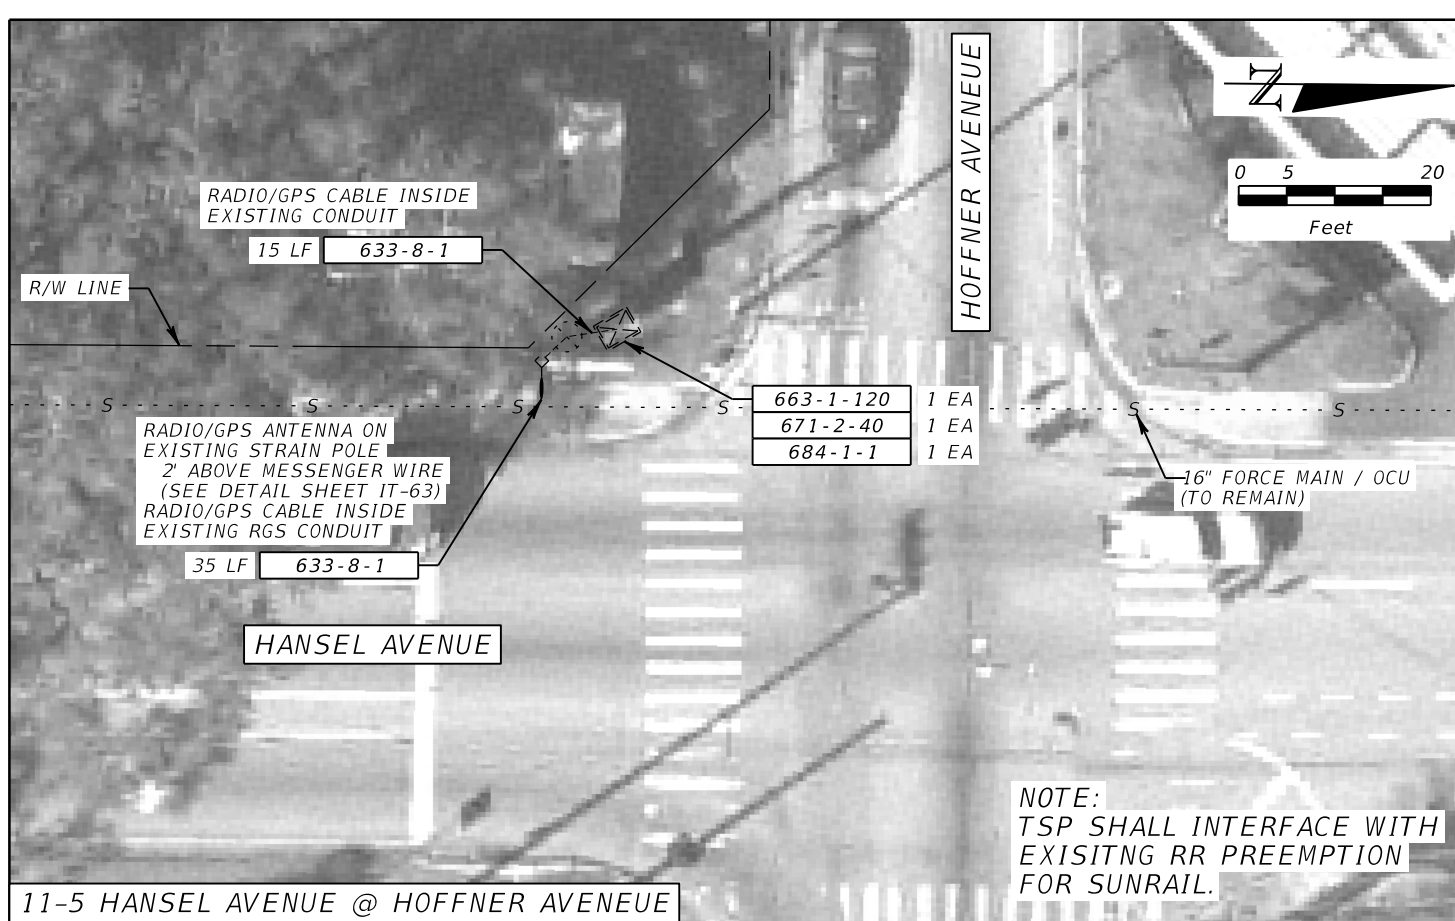 HOFFNER AVENEUE
N
0 5 20
Feet
RADIO/GPS CABLE INSIDE
EXISTING CONDUIT
15 LF 633-8-1
R/W LINE
S S S S S S
663-1-120 1 EA
671-2-40 1 EA
684-1-1 1 EA
RADIO/GPS ANTENNA ON
EXISTING STRAIN POLE
2' ABOVE MESSENGER WIRE
(SEE DETAIL SHEET IT-63)
RADIO/GPS CABLE INSIDE
EXISTING RGS CONDUIT
35 LF 633-8-1
16" FORCE MAIN / OCU
(TO REMAIN)
HANSEL AVENUE
NOTE:
TSP SHALL INTERFACE WITH
EXISITNG RR PREEMPTION
FOR SUNRAIL.
11-5 HANSEL AVENUE @ HOFFNER AVENEUE